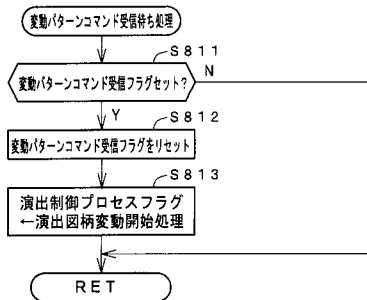 変動パターンコマンド受信待ち処理
S811
変動パターンコマンド受信フラグセット?
N
Y
S812
変動パターンコマンド受信フラグをリセット
S813
演出制御プロセスフラグ
←演出図柄変動開始処理
RET